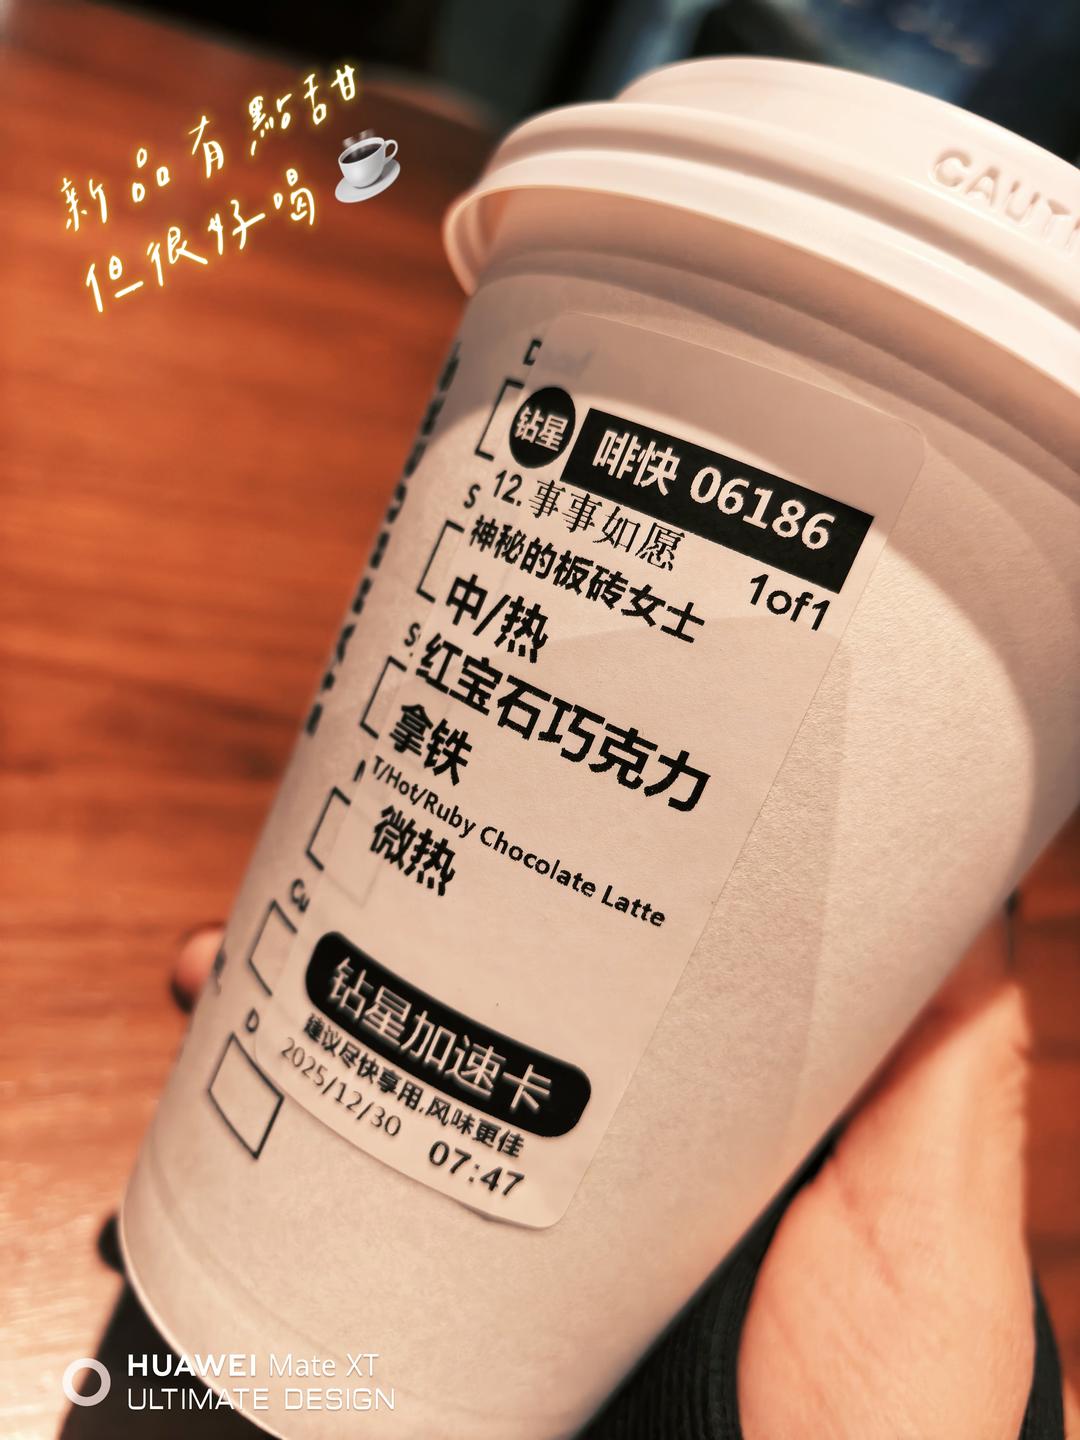 新品有點甜
但很好喝
CAUTI
D
钻星
啡快 06186
S
12.事事如愿
1of1
神秘的板砖女士
中/热
S
红宝石巧克力
拿铁
T/Hot/Ruby Chocolate Latte
微热
Cu
D
钻星加速卡
建议尽快享用,风味更佳
2025/12/30 07:47
HUAWEI Mate XT
ULTIMATE DESIGN